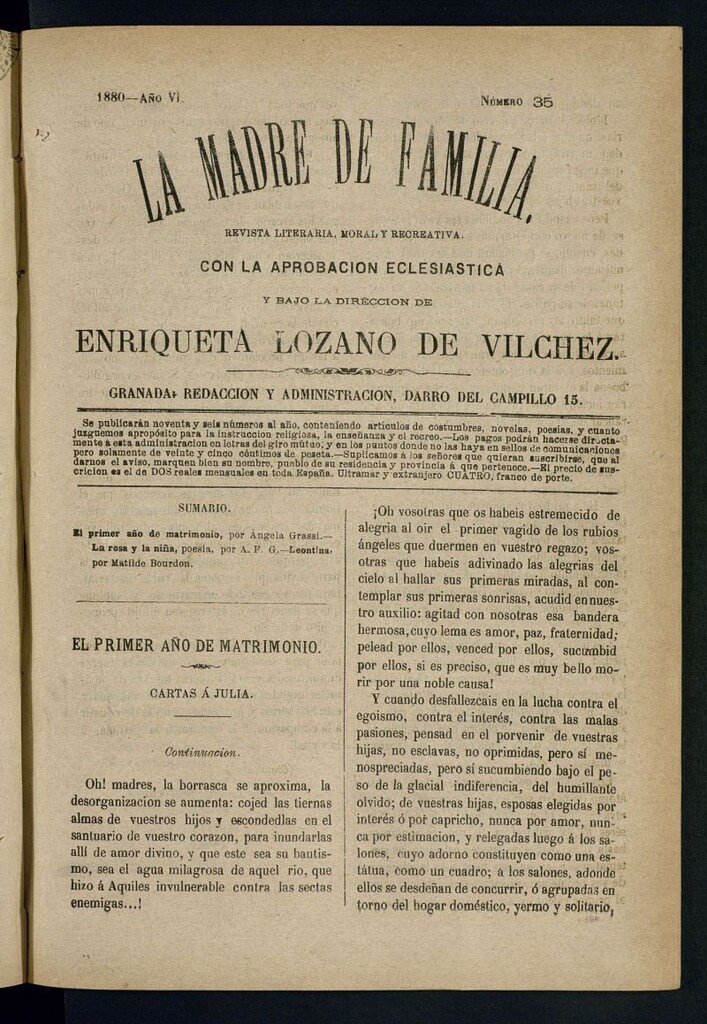 1880—Año VI.
Número 35
LA MADRE DE FAMILIA.
REVISTA LITERARIA, MORAL Y RECREATIVA.
CON LA APROBACION ECLESIASTICA
Y BAJO LA DIRECCION DE
ENRIQUETA LOZANO DE VILCHEZ.
GRANADA: REDACCION Y ADMINISTRACION, DARRO DEL CAMPILLO 15.
Se publicarán noventa y seis números al año, conteniendo artículos de costumbres, novelas, poesías, y cuanto
juzguemos apropósito para la instruccion religiosa, la enseñanza y el recreo.—Los pagos podrán hacerse directa-
mente á esta administracion en letras del giro mútuo, y en los puntos donde no las haya en sellos de comunicaciones
pero solamente de veinte y cinco céntimos de peseta.—Suplicamos á los señores que quieran suscribirse, que al
darnos el aviso, marquen bien su nombre, pueblo de su residencia y provincia á que pertenece.—El precio de sus-
cricion es el de DOS reales mensuales en toda España. Ultramar y extranjero CUATRO, franco de porte.
SUMARIO.
El primer año de matrimonio, por Angela Grassi.—
La rosa y la niña, poesía, por A. F. G.—Leontina,
por Matilde Bourdon.
EL PRIMER AÑO DE MATRIMONIO.
CARTAS Á JULIA.
Continuacion.
Oh! madres, la borrasca se aproxima, la
desorganizacion se aumenta: cojed las tiernas
almas de vuestros hijos y escondedlas en el
santuario de vuestro corazon, para inundarlas
allí de amor divino, y que este sea su bautis-
mo, sea el agua milagrosa de aquel rio, que
hizo á Aquiles invulnerable contra las sectas
enemigas...!
¡Oh vosotras que os habeis estremecido de
alegria al oir el primer vagido de los rubios
ángeles que duermen en vuestro regazo; vos-
otras que habeis adivinado las alegrias del
cielo al hallar sus primeras miradas, al con-
templar sus primeras sonrisas, acudid en nues-
tro auxilio: agitad con nosotras esa bandera
hermosa, cuyo lema es amor, paz, fraternidad;
pelead por ellos, venced por ellos, sucumbid
por ellos, si es preciso, que es muy bello mo-
rir por una noble causa!
Y cuando desfallezcais en la lucha contra el
egoismo, contra el interés, contra las malas
pasiones, pensad en el porvenir de vuestras
hijas, no esclavas, no oprimidas, pero sí me-
nospreciadas, pero sí sucumbiendo bajo el pe-
so de la glacial indiferencia, del humillante
olvido; de vuestras hijas, esposas elegidas por
interés ó por capricho, nunca por amor, nun-
ca por estimacion, y relegadas luego á los sa-
lones, cuyo adorno constituyen como una es-
tátua, como un cuadro; á los salones, adonde
ellos se desdeñan de concurrir, ó agrupadas en
torno del hogar doméstico, yermo y solitario,